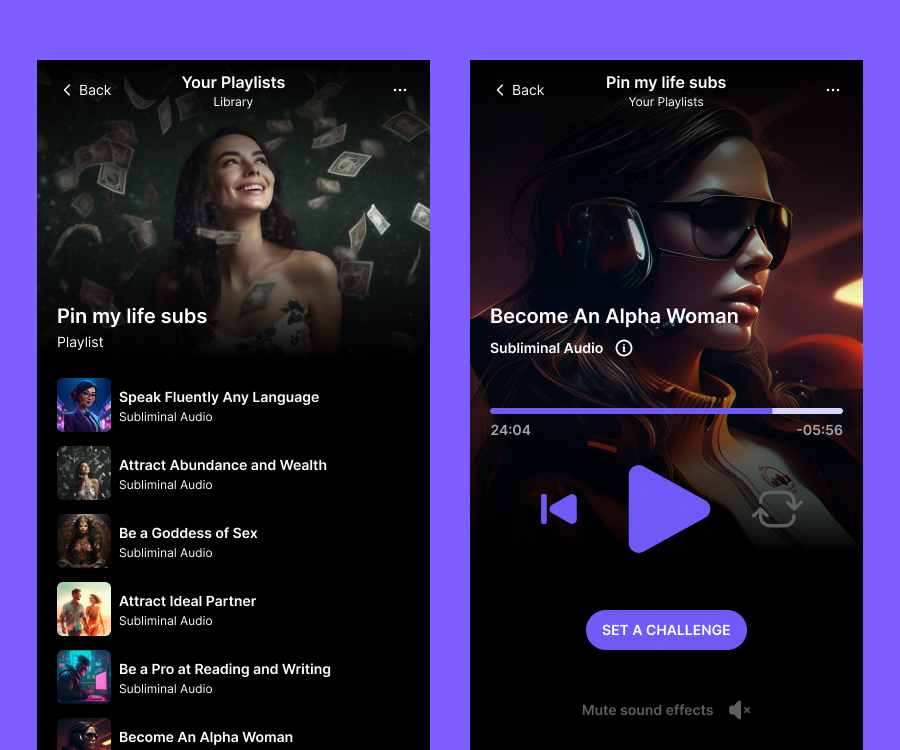 Back
Your Playlists
Library
Pin my life subs
Playlist
Speak Fluently Any Language
Subliminal Audio
Attract Abundance and Wealth
Subliminal Audio
Be a Goddess of Sex
Subliminal Audio
Attract Ideal Partner
Subliminal Audio
Be a Pro at Reading and Writing
Subliminal Audio
Become An Alpha Woman
Back
Pin my life subs
Your Playlists
Become An Alpha Woman
Subliminal Audio
24:04
-05:56
SET A CHALLENGE
Mute sound effects